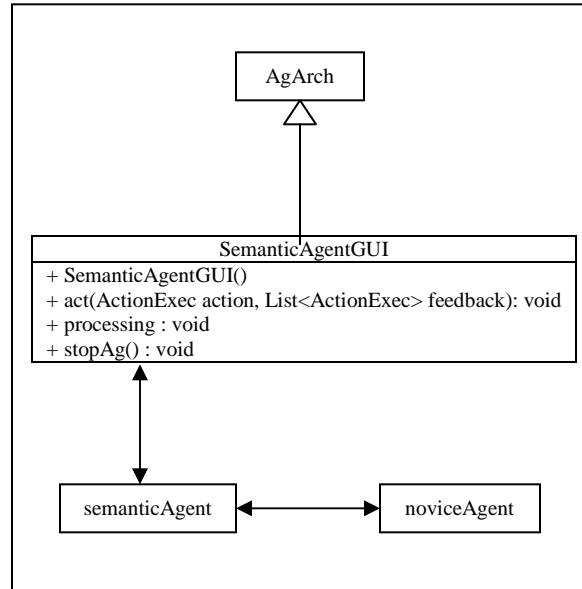 AgArch
SemanticAgentGUI
+ SemanticAgentGUI()
+ act(ActionExec action, List<ActionExec> feedback): void
+ processing : void
+ stopAg() : void
semanticAgent
noviceAgent